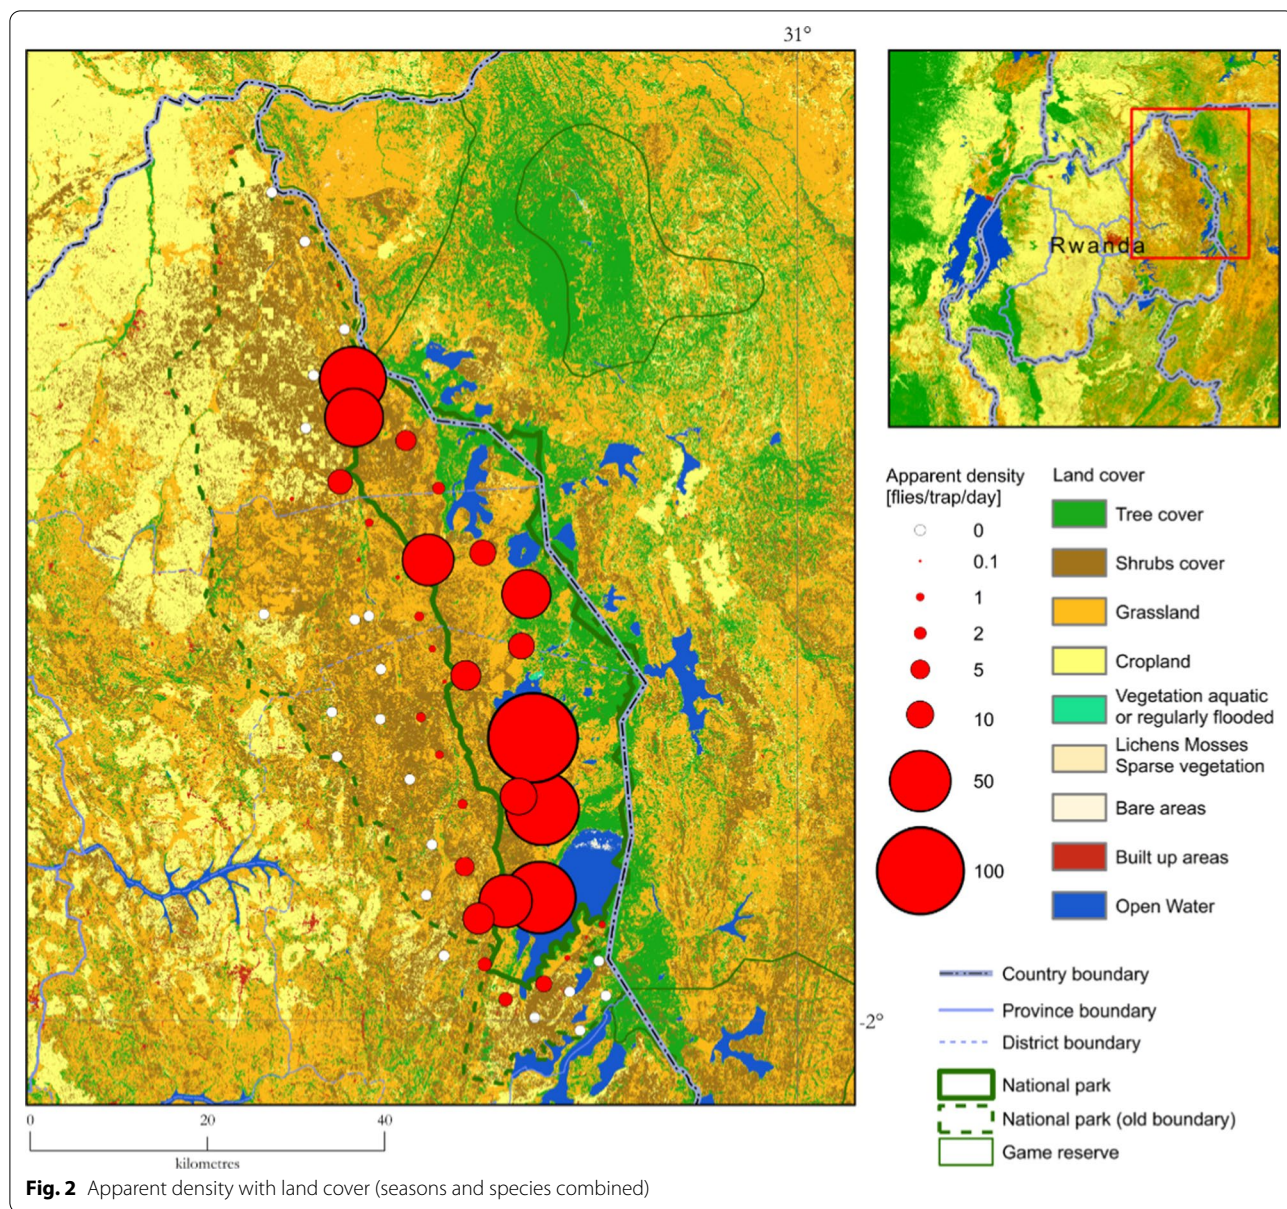 31°
Rwanda
Apparent density
[flies/trap/day]
0
0.1
1
2
5
10
50
100
Land cover
Tree cover
Shrubs cover
Grassland
Cropland
Vegetation aquatic
or regularly flooded
Lichens Mosses
Sparse vegetation
Bare areas
Built up areas
Open Water
-2°
Country boundary
Province boundary
District boundary
National park
National park (old boundary)
Game reserve
0 20 40
kilometres
Fig. 2 Apparent density with land cover (seasons and species combined)